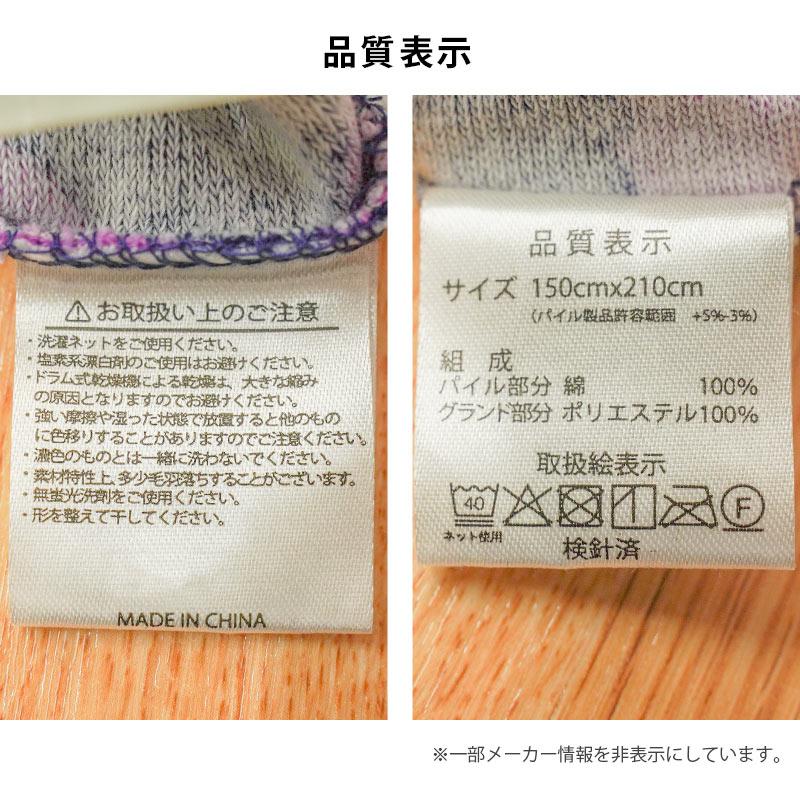 品質表示
⚠お取扱い上のご注意
・洗濯ネットをご使用ください。
・塩素系漂白剤のご使用はお避けください。
・ドラム式乾燥機による乾燥は、大きな縮み
の原因となりますのでお避けください。
・強い摩擦や湿った状態で放置すると他のもの
に色移りすることがありますのでご注意ください。
・濃色のものとは一緒に洗わないでください。
・素材特性上、多少毛羽落ちすることがございます。
・無蛍光洗剤をご使用ください。
・形を整えて干してください。
MADE IN CHINA
品質表示
サイズ 150cmx210cm
(パイル製品許容範囲 +5%-3%)
組 成
パイル部分 綿 100%
グランド部分 ポリエステル100%
取扱絵表示
40
F
ネット使用
検針済
※一部メーカー情報を非表示にしています。